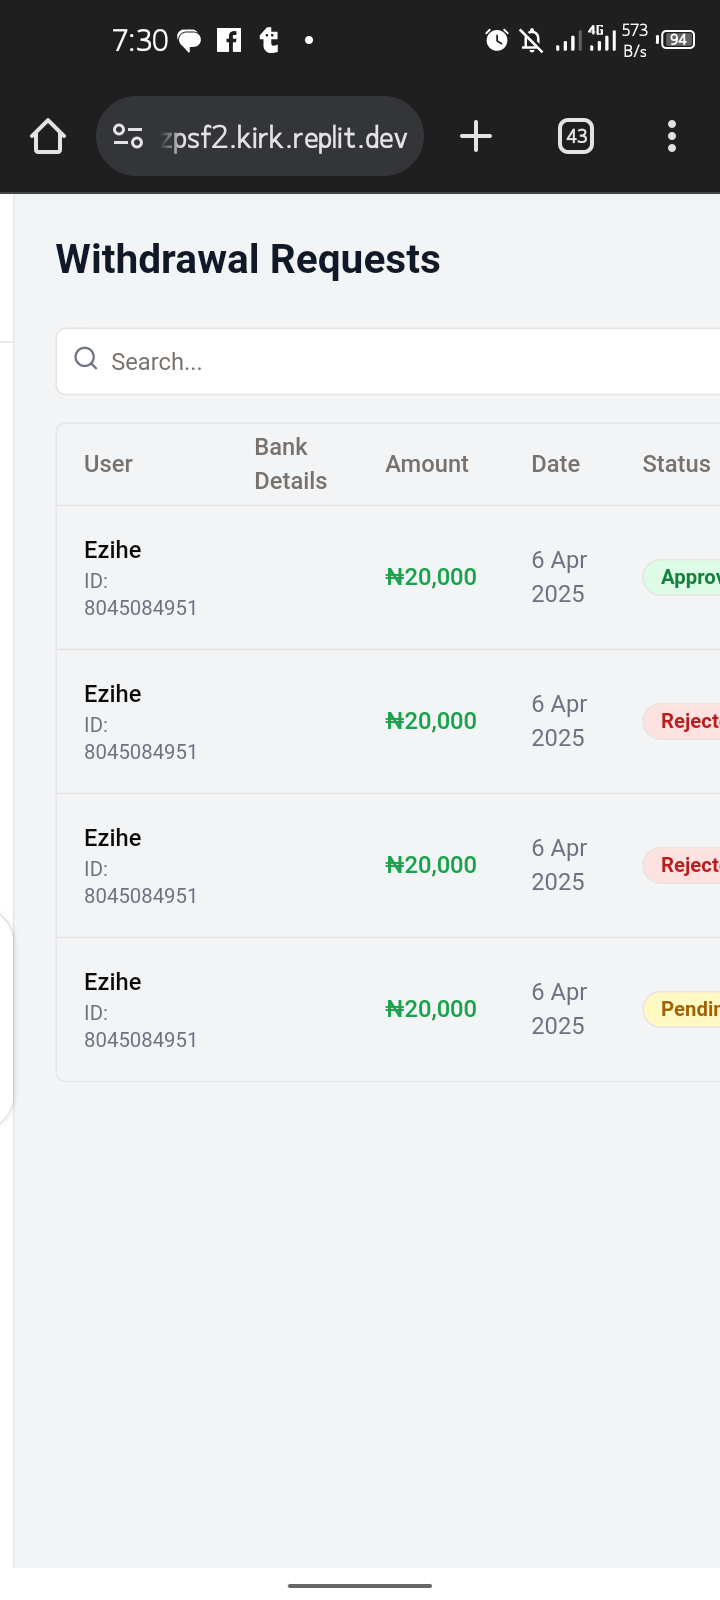 7:30
4G
573
B/s
94
zpsf2.kirk.replit.dev
43
Withdrawal Requests
Search...
User
Bank
Details
Amount
Date
Status
Ezihe
ID:
8045084951
₦20,000
6 Apr
2025
Approv
Ezihe
ID:
8045084951
₦20,000
6 Apr
2025
Reject
Ezihe
ID:
8045084951
₦20,000
6 Apr
2025
Reject
Ezihe
ID:
8045084951
₦20,000
6 Apr
2025
Pendin